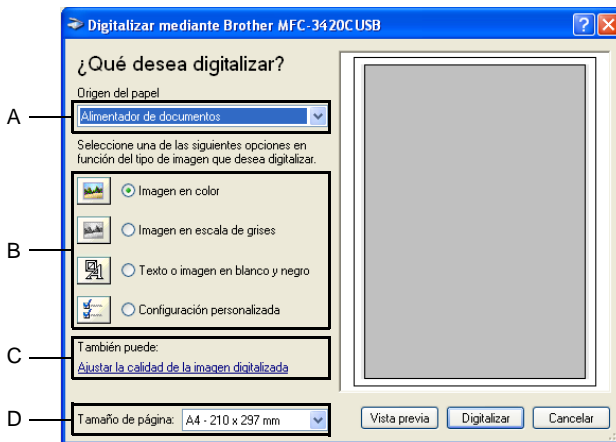 Digitalizar mediante Brother MFC-3420C USB
¿Qué desea digitalizar?
Origen del papel
A
Alimentador de documentos
Seleccione una de las siguientes opciones en
función del tipo de imagen que desea digitalizar.
Imagen en color
Imagen en escala de grises
B
Texto o imagen en blanco y negro
Configuración personalizada
También puede:
C
Ajustar la calidad de la imagen digitalizada
D
Tamaño de página: A4 - 210 x 297 mm
Vista previa Digitalizar Cancelar